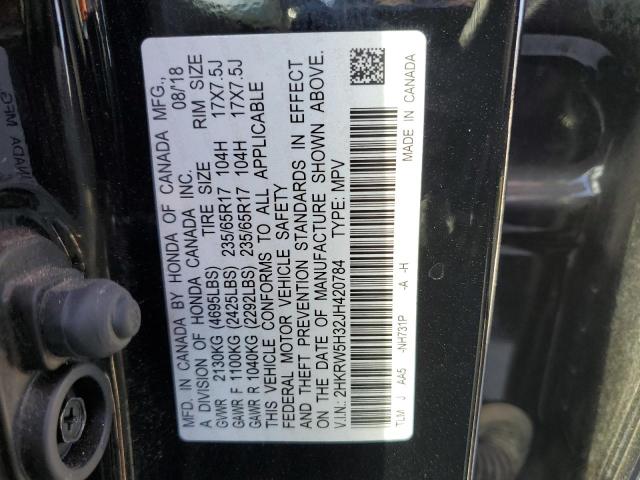 MFD. IN CANADA BY HONDA OF CANADA MFG.,
A DIVISION OF HONDA CANADA INC. 08/'18
TIRE SIZE RIM SIZE
GVWR 2130KG (4695LBS)
GAWR F 1100KG (2425LBS) 235/65R17 104H 17X7.5J
GAWR R 1040KG (2292LBS) 235/65R17 104H 17X7.5J
THIS VEHICLE CONFORMS TO ALL APPLICABLE
FEDERAL MOTOR VEHICLE SAFETY
AND THEFT PREVENTION STANDARDS IN EFFECT
ON THE DATE OF MANUFACTURE SHOWN ABOVE.
V.I.N.: 2HKRW5H32JH420784 TYPE: MPV
TLM J AA5 -NH731P -A -H MADE IN CANADA